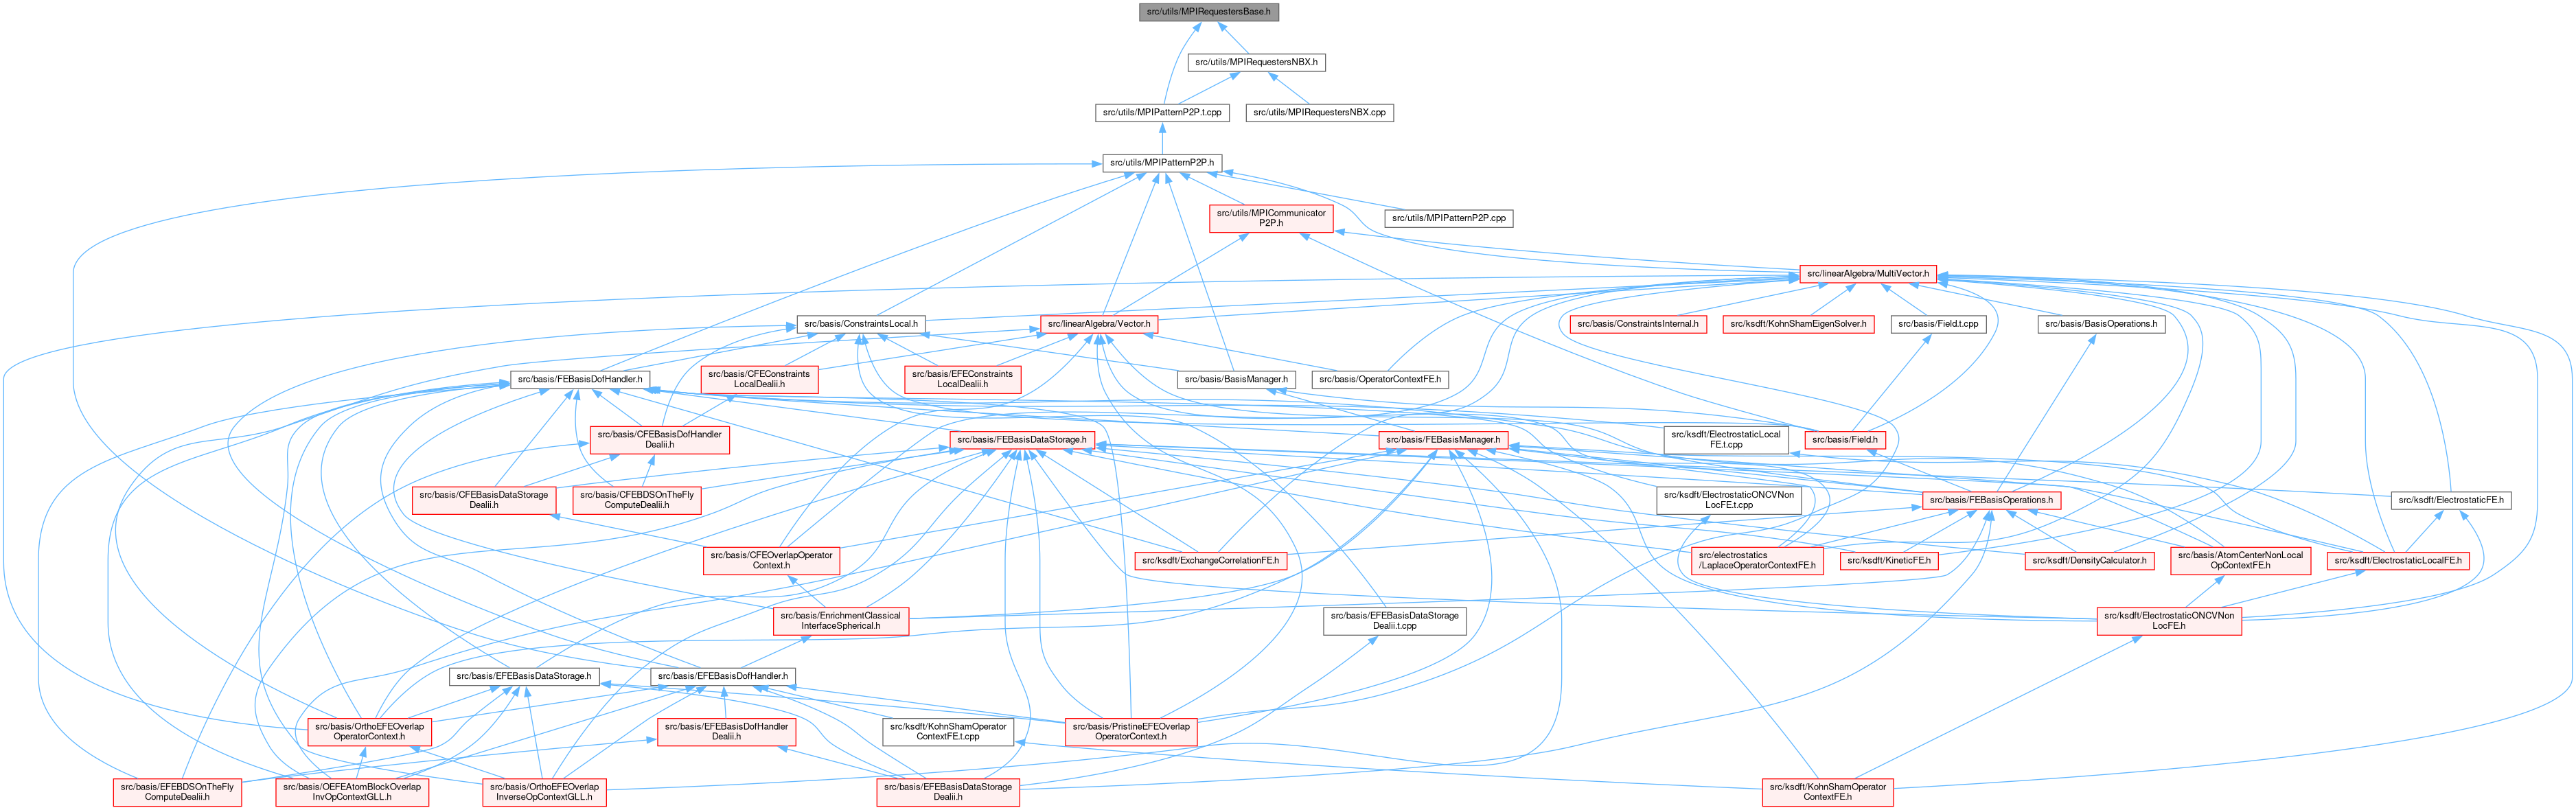 src/utils/MPIRequestersBase.h
src/utils/MPIRequestersNBX.h
src/utils/MPIPatternP2P.t.cpp
src/utils/MPIRequestersNBX.cpp
src/utils/MPIPatternP2P.h
src/utils/MPICommunicator
P2P.h
src/utils/MPIPatternP2P.cpp
src/linearAlgebra/MultiVector.h
src/basis/ConstraintsLocal.h
src/linearAlgebra/Vector.h
src/basis/ConstraintsInternal.h
src/ksdft/KohnShamEigenSolver.h
src/basis/Field.t.cpp
src/basis/BasisOperations.h
src/basis/FEBasisDofHandler.h
src/basis/CFEConstraints
LocalDealii.h
src/basis/EFEConstraints
LocalDealii.h
src/basis/BasisManager.h
src/basis/OperatorContextFE.h
src/basis/CFEBasisDofHandler
Dealii.h
src/basis/FEBasisDataStorage.h
src/basis/FEBasisManager.h
src/ksdft/ElectrostaticLocal
FE.t.cpp
src/basis/Field.h
src/basis/CFEBasisDataStorage
Dealii.h
src/basis/CFEBDSOnTheFly
ComputeDealii.h
src/ksdft/ElectrostaticONCVNon
LocFE.t.cpp
src/basis/FEBasisOperations.h
src/ksdft/ElectrostaticFE.h
src/basis/CFEOverlapOperator
Context.h
src/ksdft/ExchangeCorrelationFE.h
src/electrostatics
/LaplaceOperatorContextFE.h
src/ksdft/KineticFE.h
src/ksdft/DensityCalculator.h
src/basis/AtomCenterNonLocal
OpContextFE.h
src/ksdft/ElectrostaticLocalFE.h
src/basis/EnrichmentClassical
InterfaceSpherical.h
src/basis/EFEBasisDataStorage
Dealii.t.cpp
src/ksdft/ElectrostaticONCVNon
LocFE.h
src/basis/EFEBasisDataStorage.h
src/basis/EFEBasisDofHandler.h
src/basis/OrthoEFEOverlap
OperatorContext.h
src/basis/EFEBasisDofHandler
Dealii.h
src/ksdft/KohnShamOperator
ContextFE.t.cpp
src/basis/PristineEFEOverlap
OperatorContext.h
src/basis/EFEBDSOnTheFly
ComputeDealii.h
src/basis/OEFEAtomBlockOverlap
InvOpContextGLL.h
src/basis/OrthoEFEOverlap
InverseOpContextGLL.h
src/basis/EFEBasisDataStorage
Dealii.h
src/ksdft/KohnShamOperator
ContextFE.h